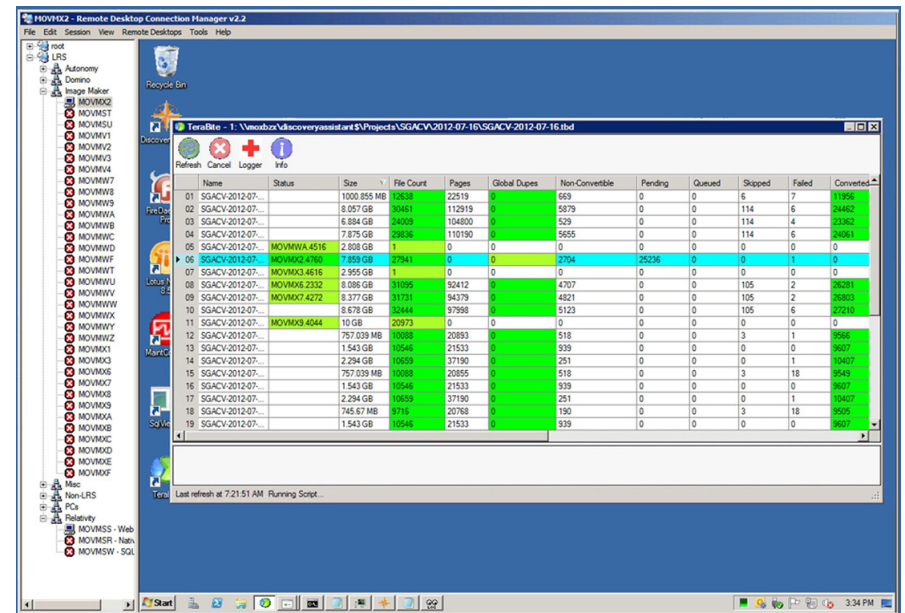 MOVMX2 - Remote Desktop Connection Manager v2.2
File Edit Session View Remote Desktops Tools Help
root
LRS
Autonomy
Domino
Image Maker
MOVMX2
MOVMST
MOVMSU
MOVMV1
MOVMV2
MOVMV3
MOVMV4
MOVMW7
MOVMW8
MOVMW9
MOVMWA
MOVMWB
MOVMWC
MOVMWD
MOVMWF
MOVMWT
MOVMWU
MOVMWV
MOVMWW
MOVMWX
MOVMWY
MOVMWZ
MOVMX1
MOVMX3
MOVMX6
MOVMX7
MOVMX8
MOVMX9
MOVMXA
MOVMXB
MOVMXC
MOVMXD
MOVMXE
MOVMXF
Misc
Non-LRS
PCs
Relativity
MOVMSS - Web
MOVMSR - Nativ
MOVMSW - SQL
Recycle Bin
TeraBite - 1: \\moxbzx\discoveryassistant$\Projects\SGACV\2012-07-16\SGACV-2012-07-16.tbd
Refresh Cancel Logger Info
Name Status Size File Count Pages Global Dupes Non-Convertible Pending Queued Skipped Failed Converted
01 SGACV-2012-07-... 1000.855 MB 12638 22519 0 669 0 0 6 7 11956
02 SGACV-2012-07-... 8.057 GB 30461 112919 0 5879 0 0 114 6 24462
03 SGACV-2012-07-... 6.884 GB 24009 104800 0 529 0 0 114 4 23362
04 SGACV-2012-07-... 7.875 GB 29836 110190 0 5655 0 0 114 6 24061
05 SGACV-2012-07-... MOVMWA.4516 2.808 GB 1 0 0 0 0 0 0 0 0
06 SGACV-2012-07-... MOVMX2.4760 7.859 GB 27941 0 0 2704 25236 0 0 1 0
07 SGACV-2012-07-... MOVMX3.4616 2.955 GB 1 0 0 0 0 0 0 0 0
08 SGACV-2012-07-... MOVMX6.2332 8.086 GB 31095 92412 0 4707 0 0 105 2 26281
09 SGACV-2012-07-... MOVMX7.4272 8.377 GB 31731 94379 0 4821 0 0 105 2 26803
10 SGACV-2012-07-... 8.678 GB 32444 97998 0 5123 0 0 105 6 27210
11 SGACV-2012-07-... MOVMX9.4044 10 GB 20973 0 0 0 0 0 0 0 0
12 SGACV-2012-07-... 757.039 MB 10088 20893 0 518 0 0 3 1 9566
13 SGACV-2012-07-... 1.543 GB 10546 21533 0 939 0 0 0 0 9607
14 SGACV-2012-07-... 2.294 GB 10659 37190 0 251 0 0 0 1 10407
15 SGACV-2012-07-... 757.039 MB 10088 20855 0 518 0 0 3 18 9549
16 SGACV-2012-07-... 1.543 GB 10546 21533 0 939 0 0 0 0 9607
17 SGACV-2012-07-... 2.294 GB 10659 37190 0 251 0 0 0 1 10407
18 SGACV-2012-07-... 745.67 MB 9716 20768 0 190 0 0 3 18 9505
19 SGACV-2012-07-... 1.543 GB 10546 21533 0 939 0 0 0 0 9607
Last refresh at 7:21:51 AM Running Script...
Start
3:34 PM